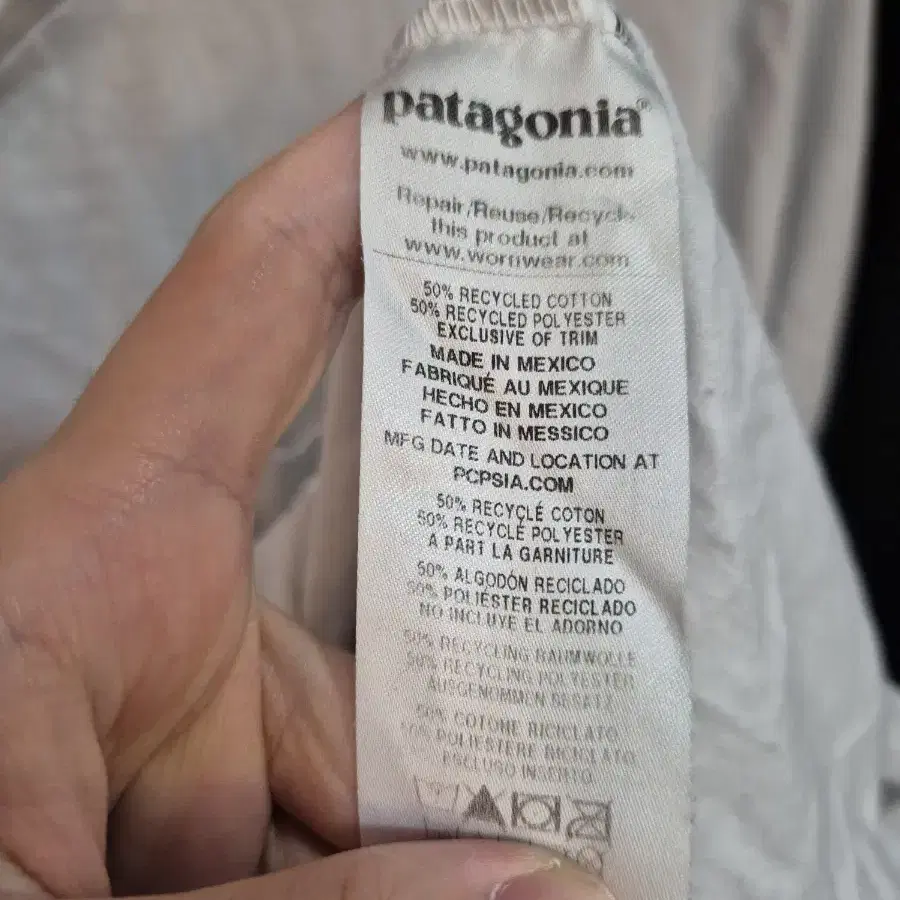 patagonia®
www.patagonia.com
Repair/Reuse/Recycle
this product at
www.wornwear.com
50% RECYCLED COTTON
50% RECYCLED POLYESTER
EXCLUSIVE OF TRIM
MADE IN MEXICO
FABRIQUÉ AU MEXIQUE
HECHO EN MEXICO
FATTO IN MESSICO
MFG DATE AND LOCATION AT
PCPSIA.COM
50% RECYCLÉ COTON
50% RECYCLÉ POLYESTER
A PART LA GARNITURE
50% ALGODÓN RECICLADO
50% POLIÉSTER RECICLADO
NO INCLUYE EL ADORNO
50% RECYCLING BAUMWOLLE
50% RECYCLING POLYESTER
AUSGENOMMEN BESATZ
50% COTONE RICICLATO
50% POLIESTERE RICICLATO
ESCLUSO INSERTO